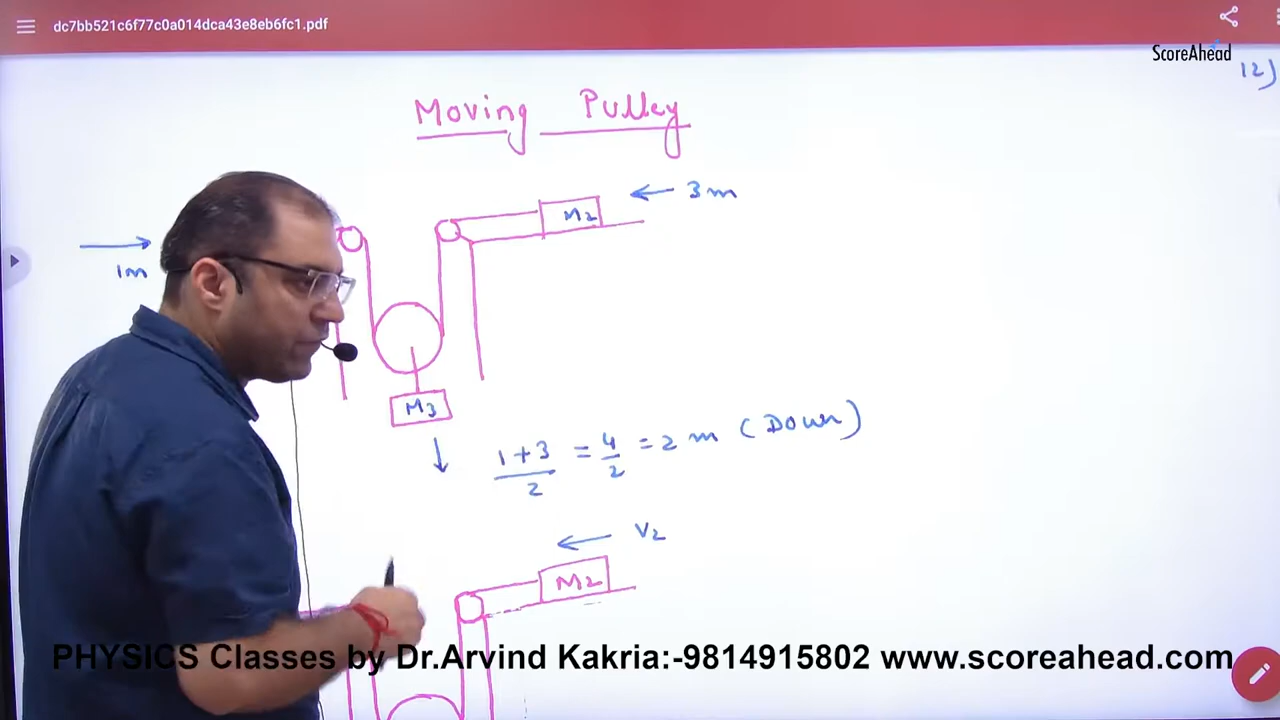 dc7bb521c6f77c0a014dca43e8eb6fc1.pdf
ScoreAhead
12)
Moving Pulley
M2
← 3m
→
1m
M3
↓ 1+3/2 = 4/2 = 2 m (Down)
← V2
M2
PHYSICS Classes by Dr.Arvind Kakria:-9814915802 www.scoreahead.com